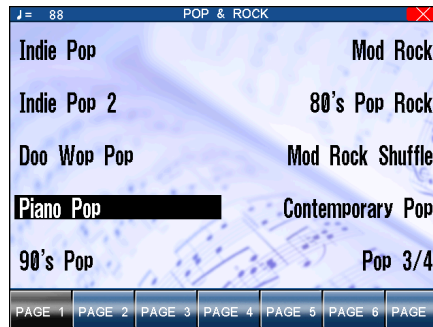 ♩= 88 POP & ROCK
Indie Pop Mod Rock
Indie Pop 2 80's Pop Rock
Doo Wop Pop Mod Rock Shuffle
Piano Pop Contemporary Pop
90's Pop Pop 3/4
PAGE 1 PAGE 2 PAGE 3 PAGE 4 PAGE 5 PAGE 6 PAGE